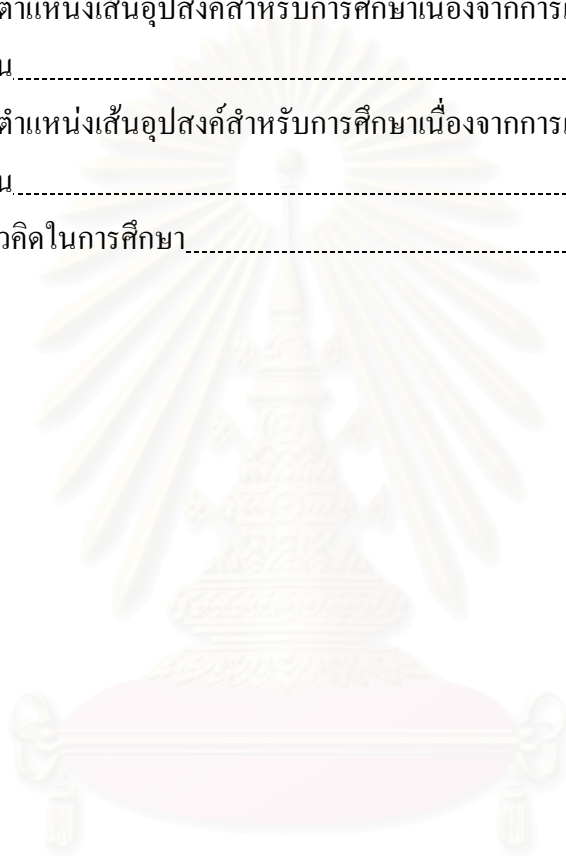 ตำแหน่งเส้นอุปสงค์สำหรับการศึกษาเนื่องจากการเ
น
ตำแหน่งเส้นอุปสงค์สำหรับการศึกษาเนื่องจากการเ
น
วคิดในการศึกษา